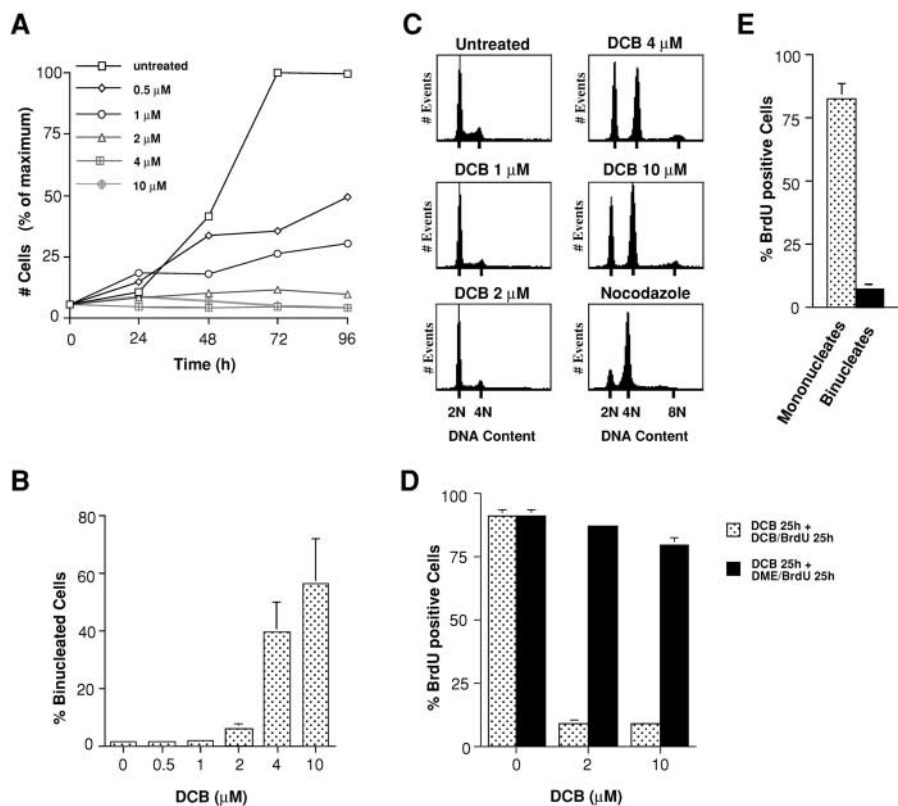 A
untreated
0.5 μM
1 μM
2 μM
4 μM
10 μM
# Cells (% of maximum)
100
75
50
25
0
0 24 48 72 96
Time (h)
C
Untreated
DCB 4 μM
# Events
# Events
DCB 1 μM
DCB 10 μM
# Events
# Events
DCB 2 μM
Nocodazole
# Events
# Events
2N 4N
2N 4N 8N
DNA Content
DNA Content
E
% BrdU positive Cells
100
75
50
25
0
Mononucleates
Binucleates
B
% Binucleated Cells
80
60
40
20
0
0 0.5 1 2 4 10
DCB (μM)
D
% BrdU positive Cells
100
75
50
25
0
0 2 10
DCB (μM)
DCB 25h +
DCB/BrdU 25h
DCB 25h +
DME/BrdU 25h